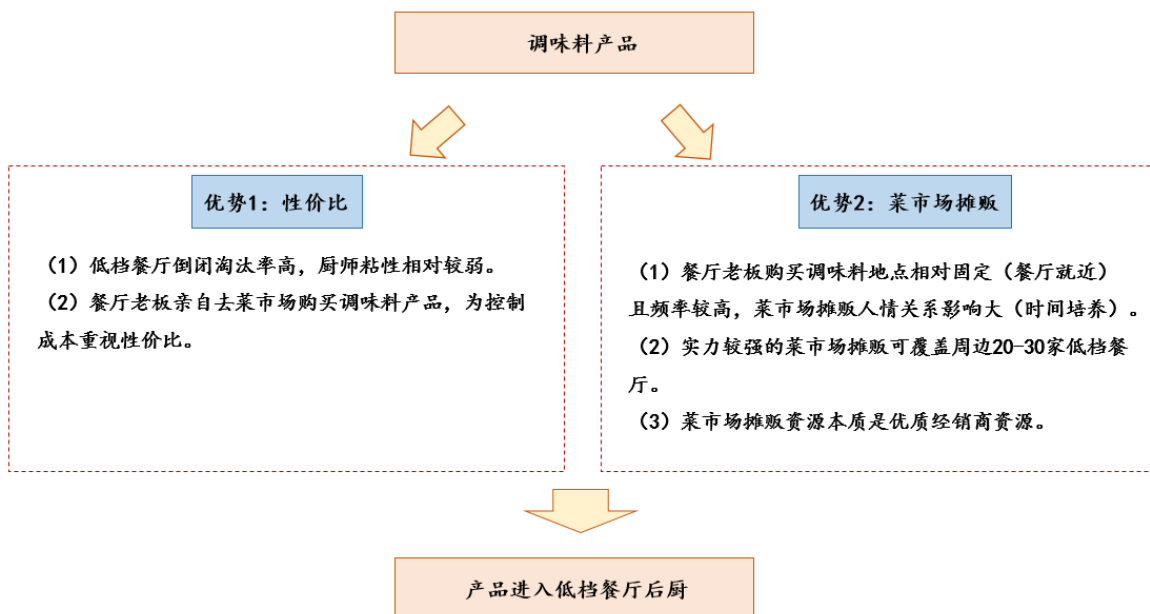 调味料产品
优势1：性价比
（1）低档餐厅倒闭淘汰率高，厨师粘性相对较弱。
（2）餐厅老板亲自去菜市场购买调味料产品，为控制
成本重视性价比。
优势2：菜市场摊贩
（1）餐厅老板购买调味料地点相对固定（餐厅就近）
且频率较高，菜市场摊贩人情关系影响大（时间培养）。
（2）实力较强的菜市场摊贩可覆盖周边20-30家低档餐
厅。
（3）菜市场摊贩资源本质是优质经销商资源。
产品进入低档餐厅后厨